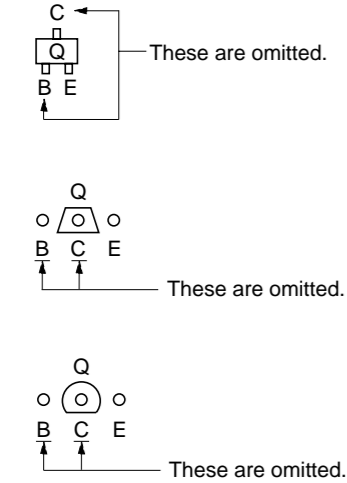 C
Q
These are omitted.
B E
Q
B C E
These are omitted.
Q
B C E
These are omitted.